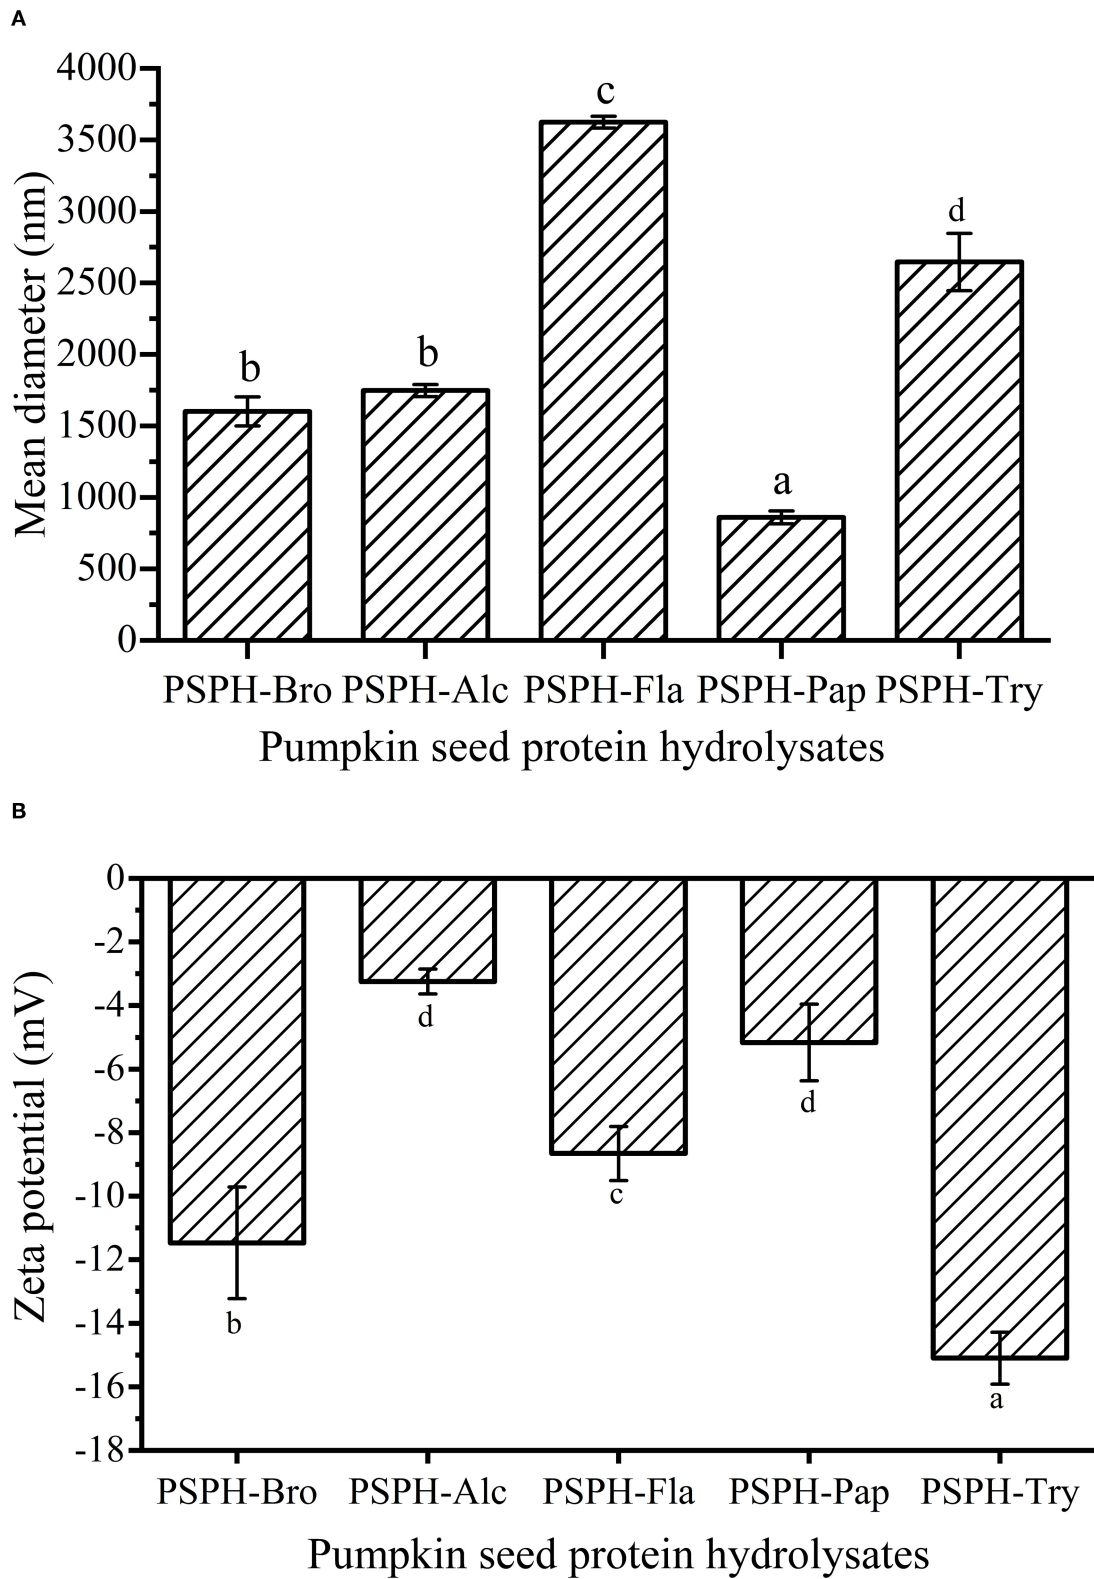 A
4000
3500
3000
2500
2000
1500
1000
500
0
Mean diameter (nm)
b
b
c
a
d
PSPH-Bro PSPH-Alc PSPH-Fla PSPH-Pap PSPH-Try
Pumpkin seed protein hydrolysates
B
0
-2
-4
-6
-8
-10
-12
-14
-16
-18
Zeta potential (mV)
b
d
c
d
a
PSPH-Bro PSPH-Alc PSPH-Fla PSPH-Pap PSPH-Try
Pumpkin seed protein hydrolysates